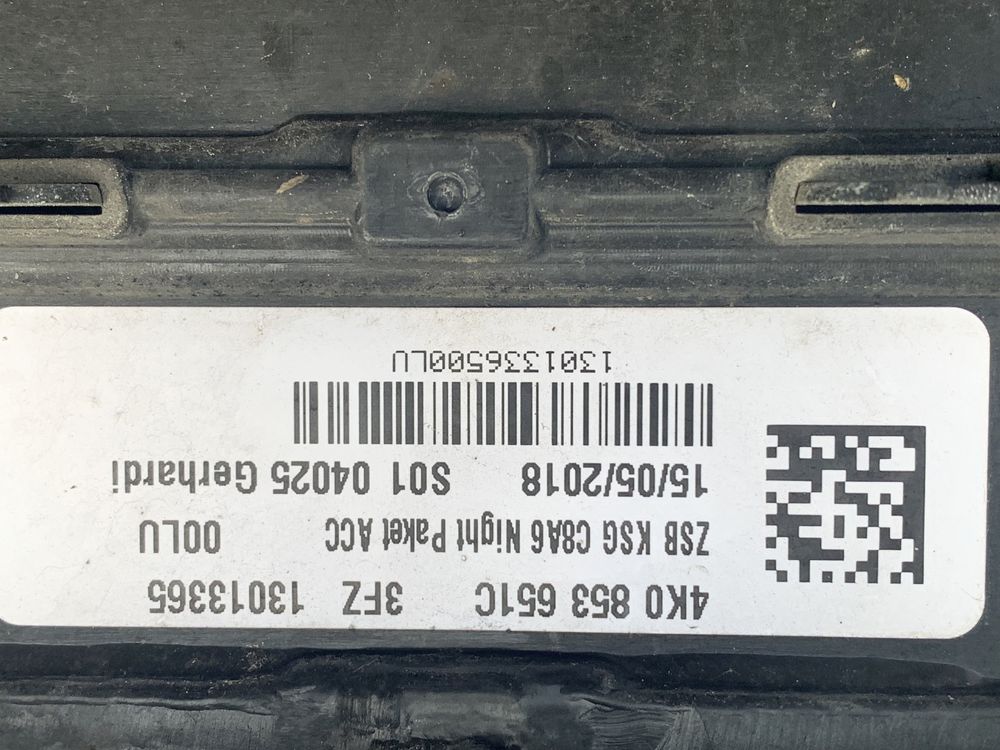 4K0 853 651C 3FZ 13013365
ZSB KSG C8A6 Night Paket ACC 00LU
15/05/2018 S01 04025 Gerhardi
1301336500LU